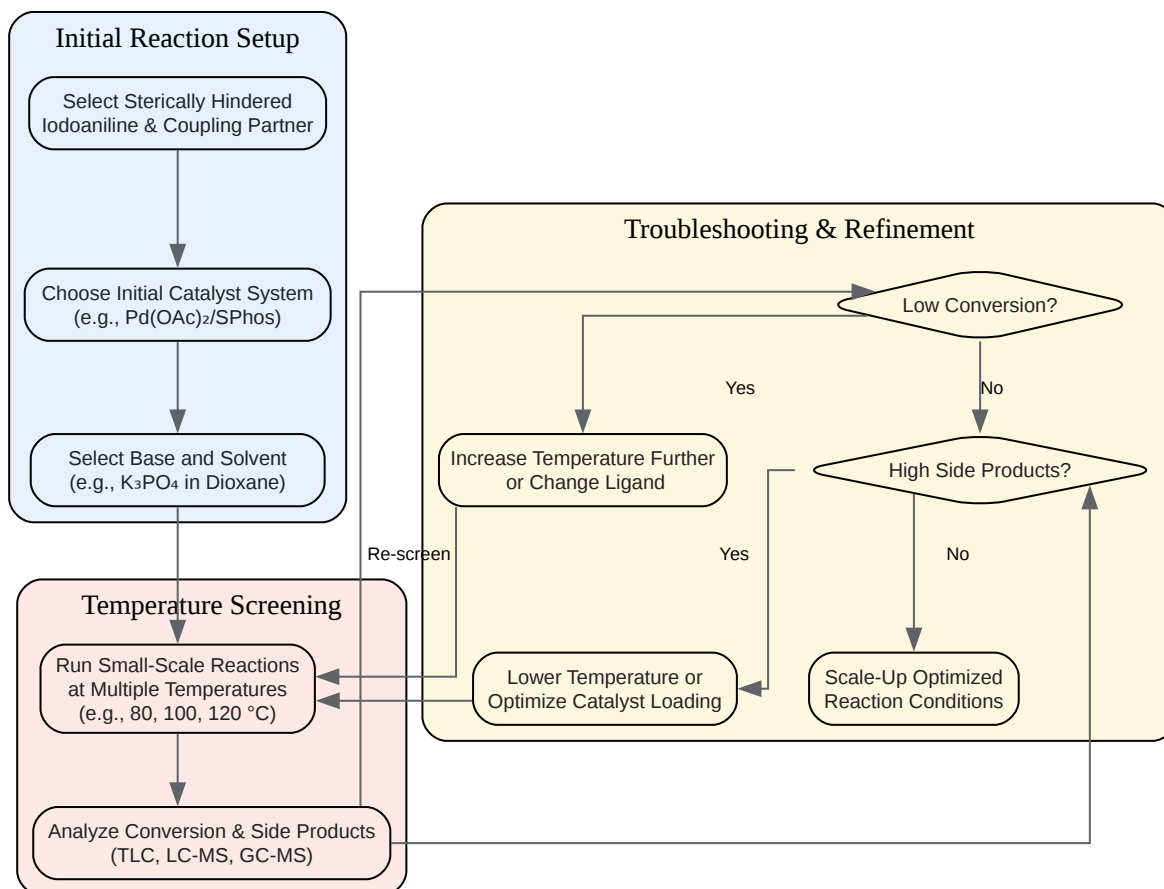 Initial Reaction Setup
Select Sterically Hindered
Iodoaniline & Coupling Partner
Choose Initial Catalyst System
(e.g., Pd(OAc)₂/SPhos)
Select Base and Solvent
(e.g., K₃PO₄ in Dioxane)
Temperature Screening
Run Small-Scale Reactions
at Multiple Temperatures
(e.g., 80, 100, 120 °C)
Analyze Conversion & Side Products
(TLC, LC-MS, GC-MS)
Troubleshooting & Refinement
Low Conversion?
Yes
No
Increase Temperature Further
or Change Ligand
High Side Products?
Re-screen
Yes
No
Lower Temperature or
Optimize Catalyst Loading
Scale-Up Optimized
Reaction Conditions